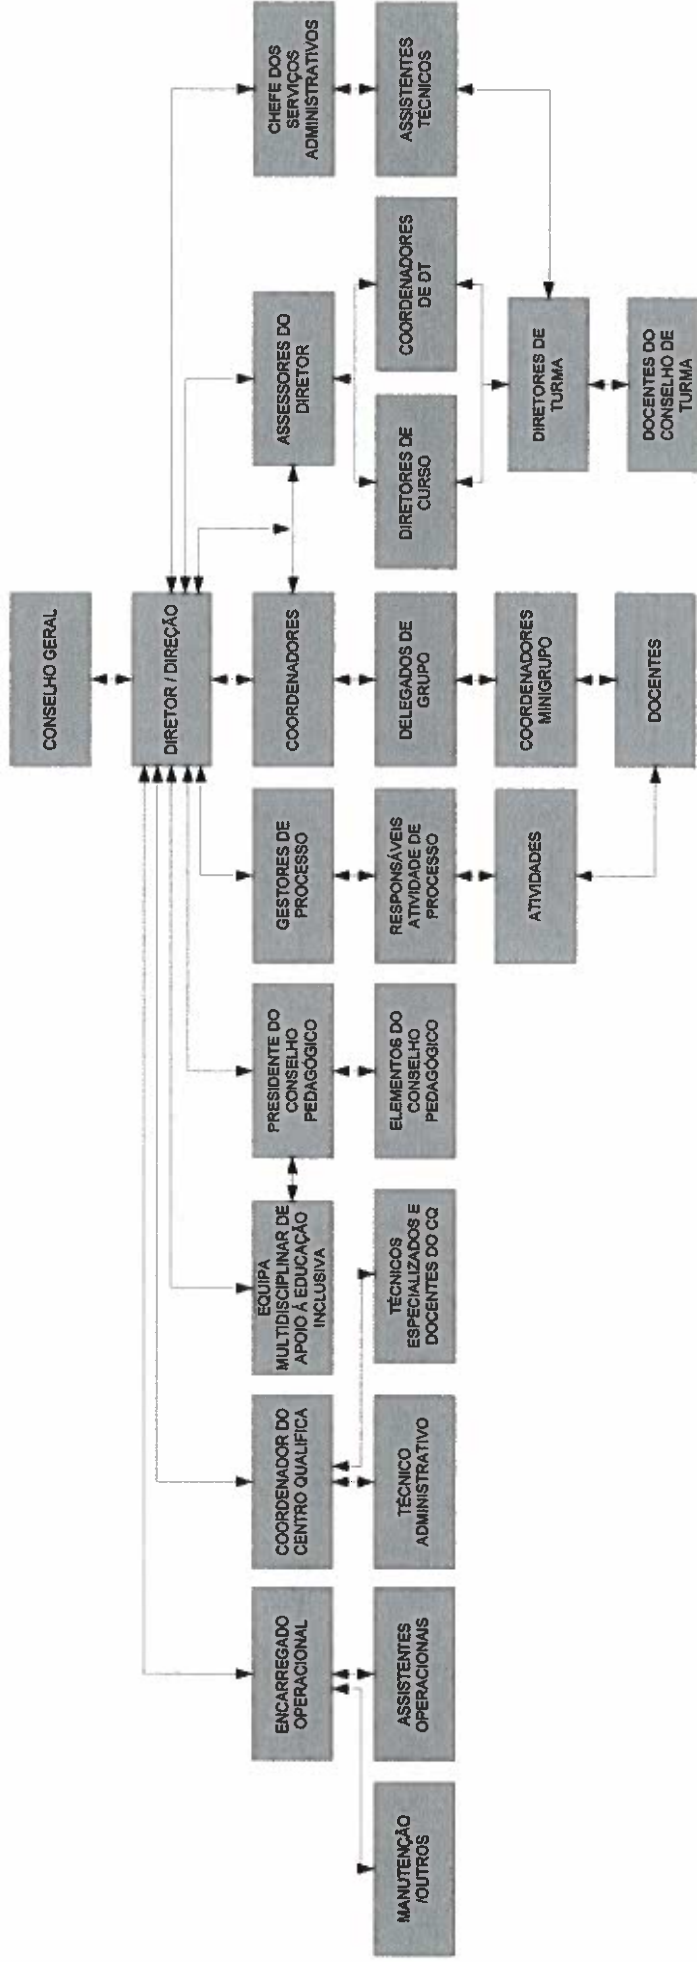 CONSELHO GERAL
DIRETOR / DIREÇÃO
ENCARREGADO
OPERACIONAL
COORDENADOR DO
CENTRO QUALIFICA
EQUIPA
MULTIDISCIPLINAR DE
APOIO À EDUCAÇÃO
INCLUSIVA
PRESIDENTE DO
CONSELHO
PEDAGÓGICO
GESTORES DE
PROCESSO
COORDENADORES
ASSESSORES DO
DIRETOR
CHEFE DOS
SERVIÇOS
ADMINISTRATIVOS
MANUTENÇÃO
/OUTROS
ASSISTENTES
OPERACIONAIS
TÉCNICO
ADMINISTRATIVO
TÉCNICOS
ESPECIALIZADOS E
DOCENTES DO CQ
ELEMENTOS DO
CONSELHO
PEDAGÓGICO
RESPONSÁVEIS
ATIVIDADE DE
PROCESSO
DELEGADOS DE
GRUPO
DIRETORES DE
CURSO
COORDENADORES
DE DT
ASSISTENTES
TÉCNICOS
ATIVIDADES
COORDENADORES
MINIGRUPO
DIRETORES DE
TURMA
DOCENTES
DOCENTES DO
CONSELHO DE
TURMA